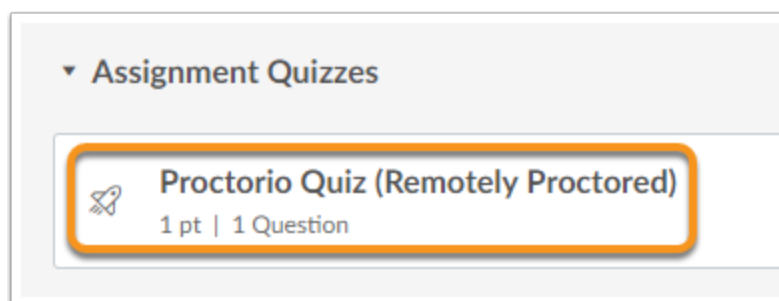 Assignment Quizzes
Proctorio Quiz (Remotely Proctored)
1 pt | 1 Question